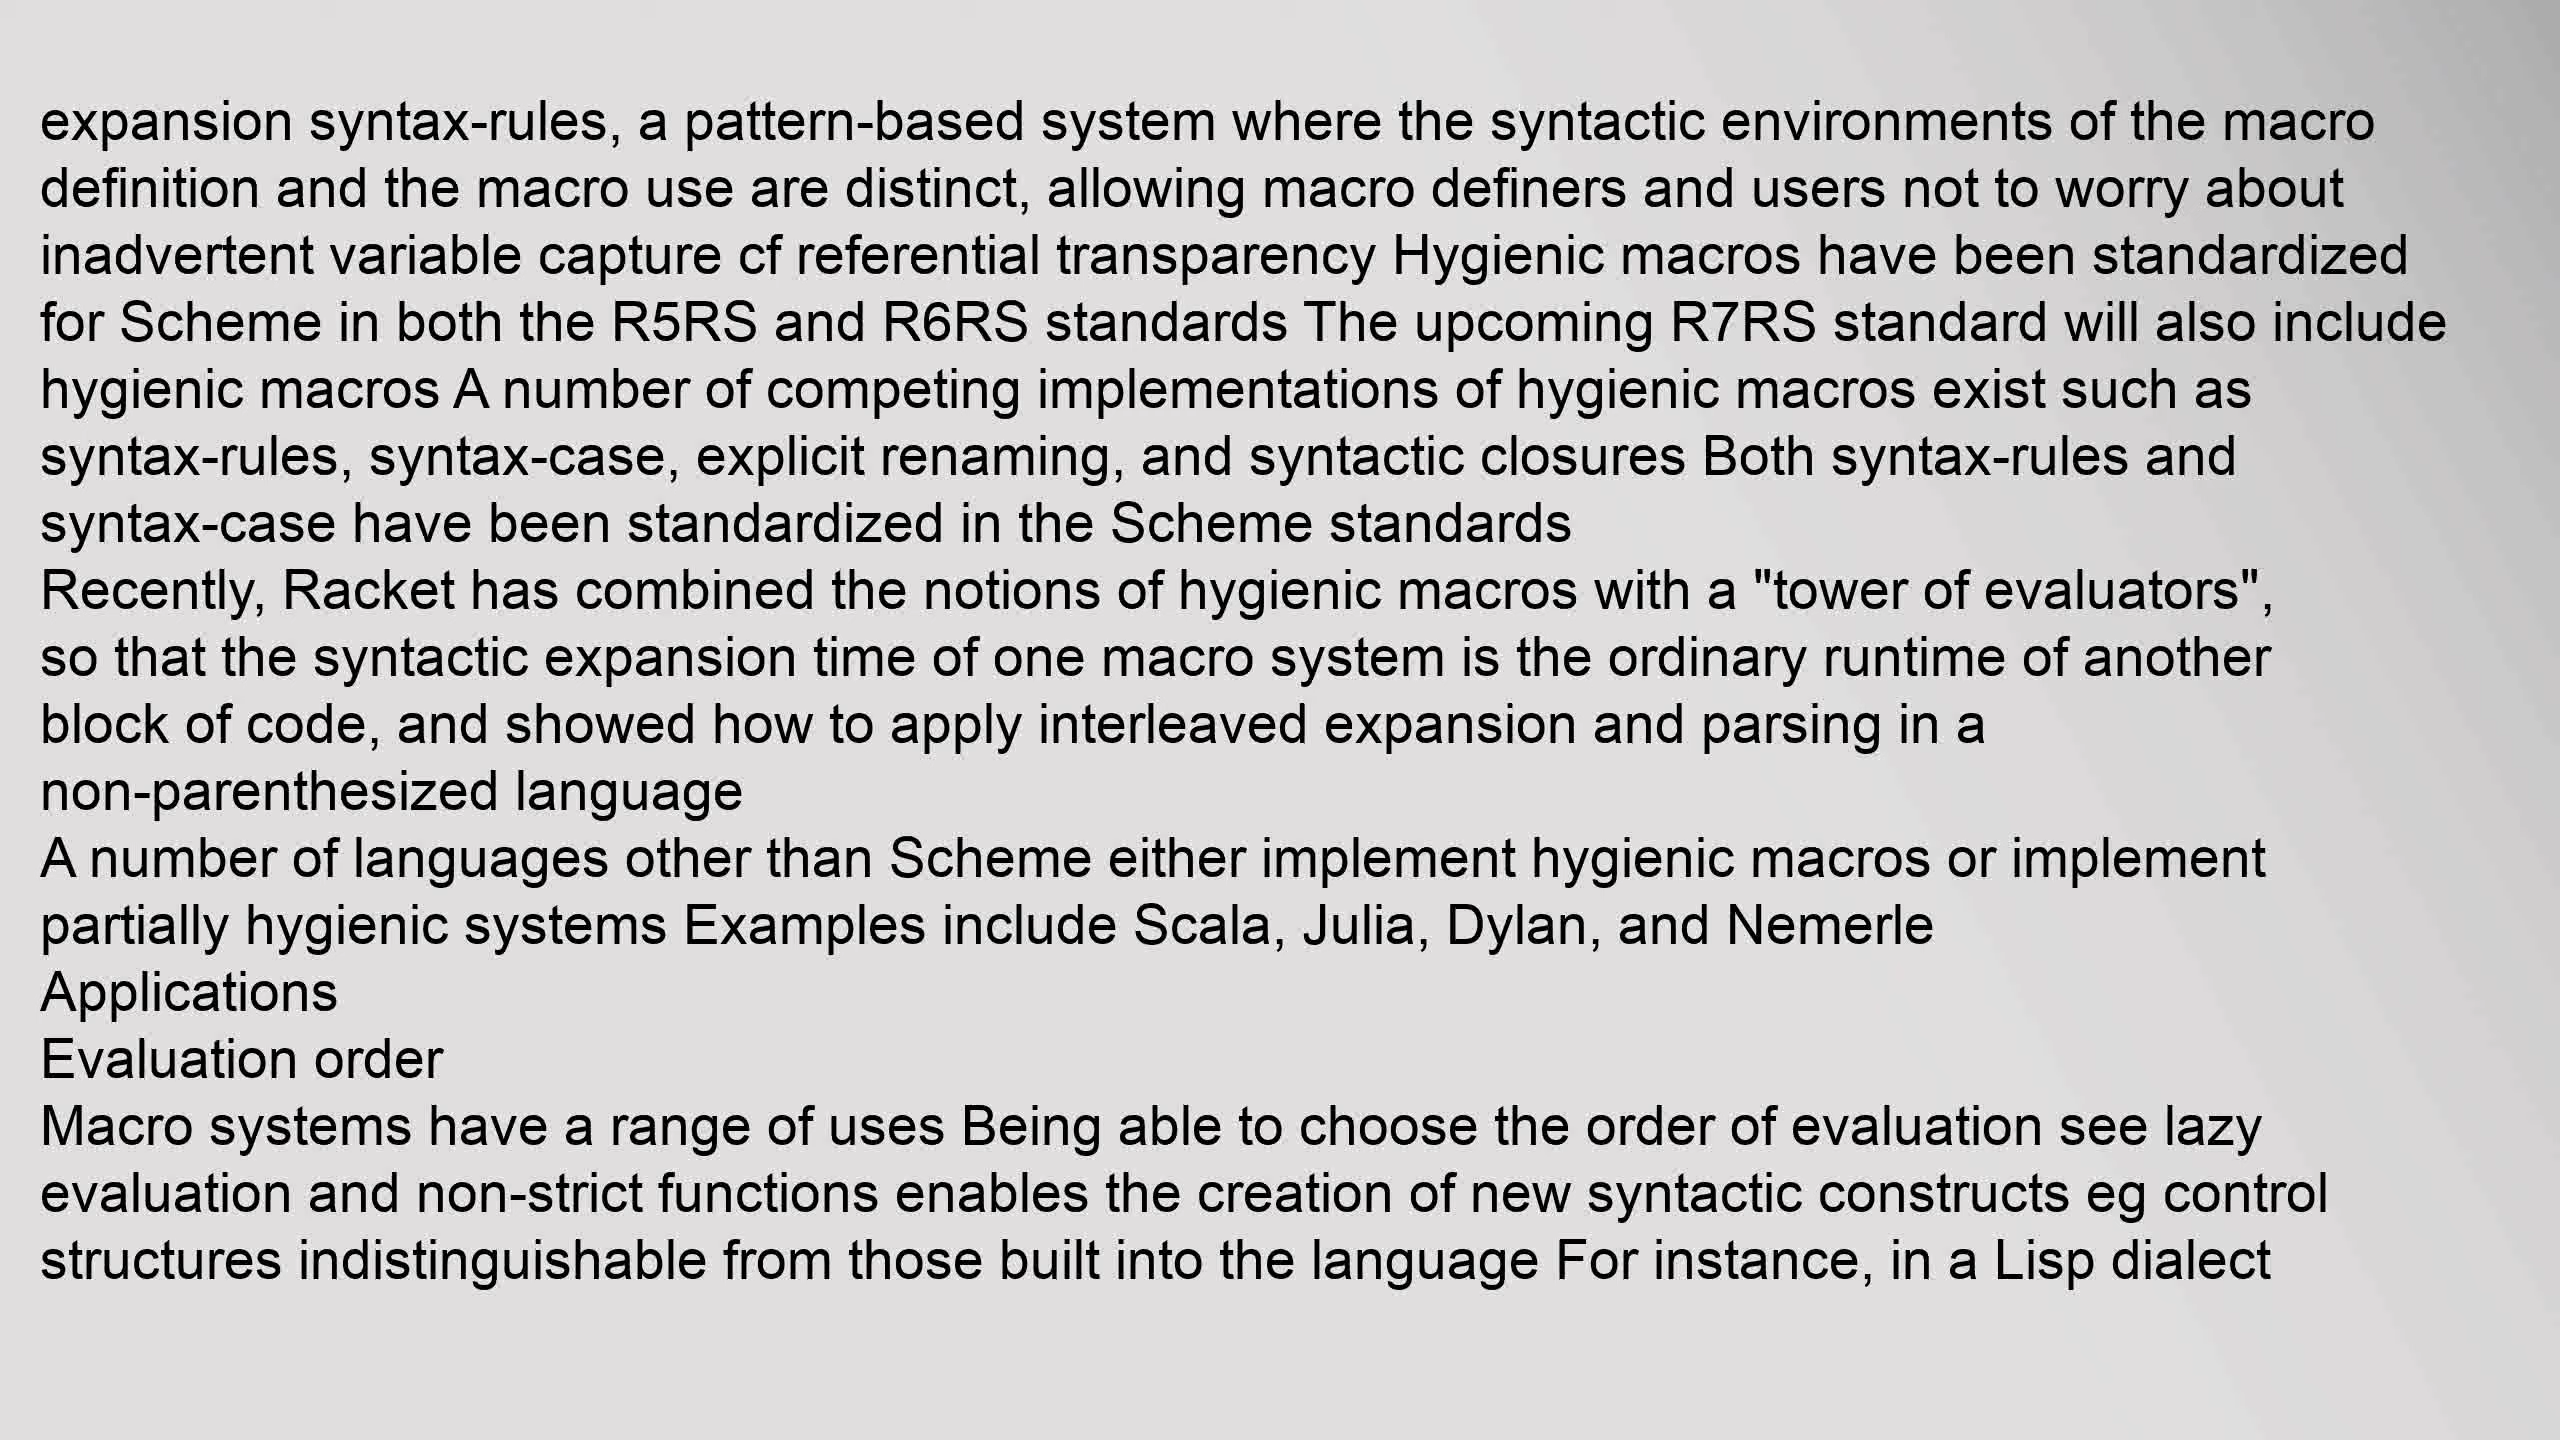 expansion syntax-rules, a pattern-based system where the syntactic environments of the macro
definition and the macro use are distinct, allowing macro definers and users not to worry about
inadvertent variable capture cf referential transparency Hygienic macros have been standardized
for Scheme in both the R5RS and R6RS standards The upcoming R7RS standard will also include
hygienic macros A number of competing implementations of hygienic macros exist such as
syntax-rules, syntax-case, explicit renaming, and syntactic closures Both syntax-rules and
syntax-case have been standardized in the Scheme standards
Recently, Racket has combined the notions of hygienic macros with a "tower of evaluators",
so that the syntactic expansion time of one macro system is the ordinary runtime of another
block of code, and showed how to apply interleaved expansion and parsing in a
non-parenthesized language
A number of languages other than Scheme either implement hygienic macros or implement
partially hygienic systems Examples include Scala, Julia, Dylan, and Nemerle
Applications
Evaluation order
Macro systems have a range of uses Being able to choose the order of evaluation see lazy
evaluation and non-strict functions enables the creation of new syntactic constructs eg control
structures indistinguishable from those built into the language For instance, in a Lisp dialect